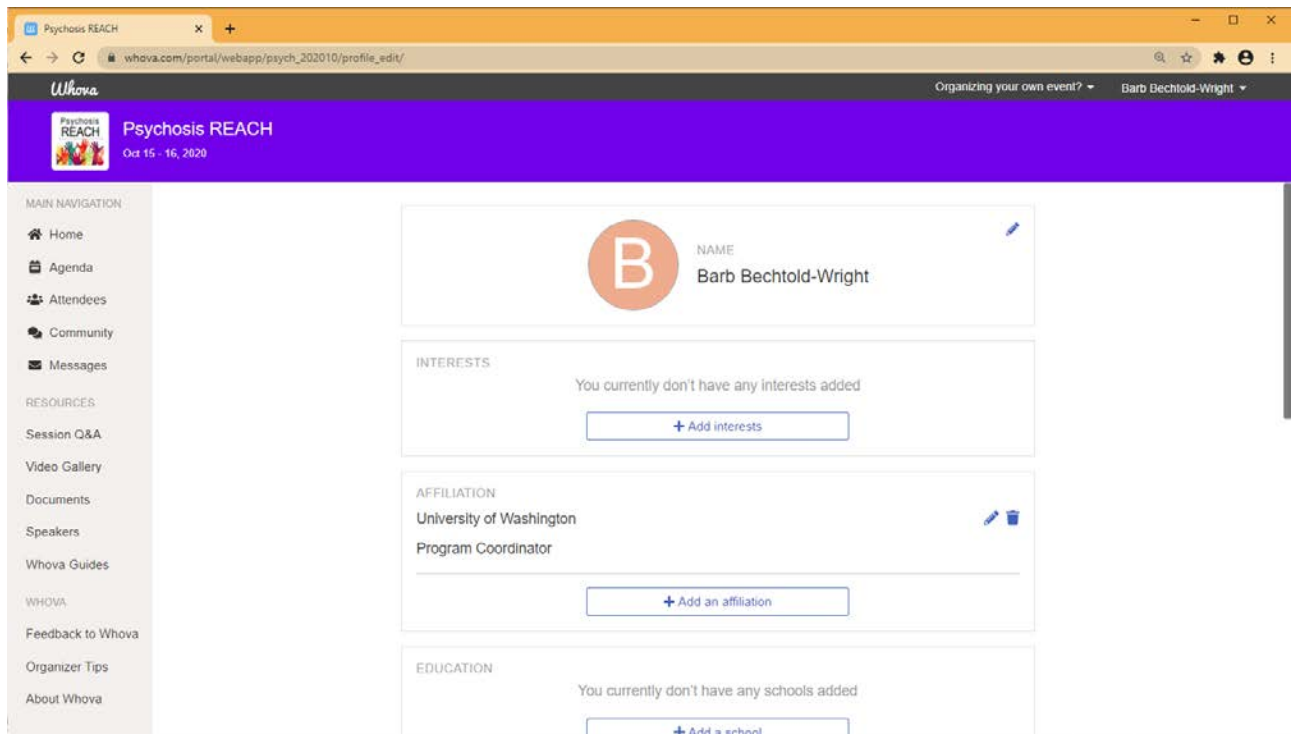 Psychosis REACH
whova.com/portal/webapp/psych_202010/profile_edit/
Whova
Organizing your own event?
Barb Bechtold-Wright
Psychosis
REACH
Psychosis REACH
Oct 15 - 16, 2020
MAIN NAVIGATION
Home
Agenda
Attendees
Community
Messages
RESOURCES
Session Q&A
Video Gallery
Documents
Speakers
Whova Guides
WHOVA
Feedback to Whova
Organizer Tips
About Whova
B
NAME
Barb Bechtold-Wright
INTERESTS
You currently don't have any interests added
+ Add interests
AFFILIATION
University of Washington
Program Coordinator
+ Add an affiliation
EDUCATION
You currently don't have any schools added
+ Add a school